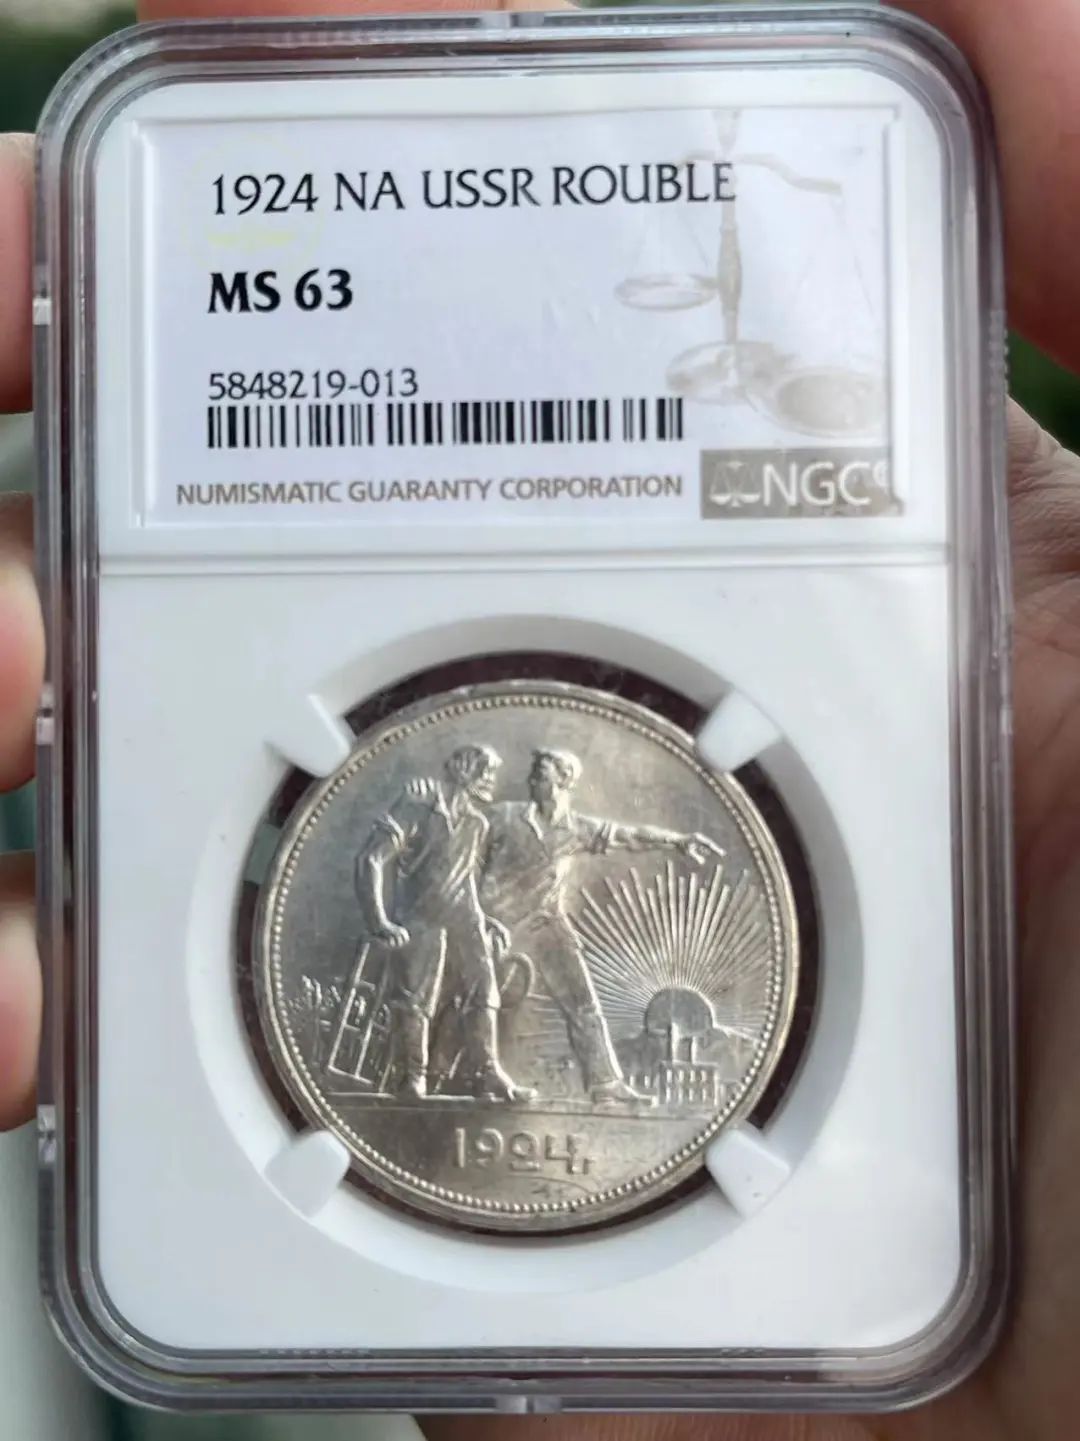 1924 NA USSR ROUBLE
MS 63
5848219-013
NUMISMATIC GUARANTY CORPORATION
NGC
1924.